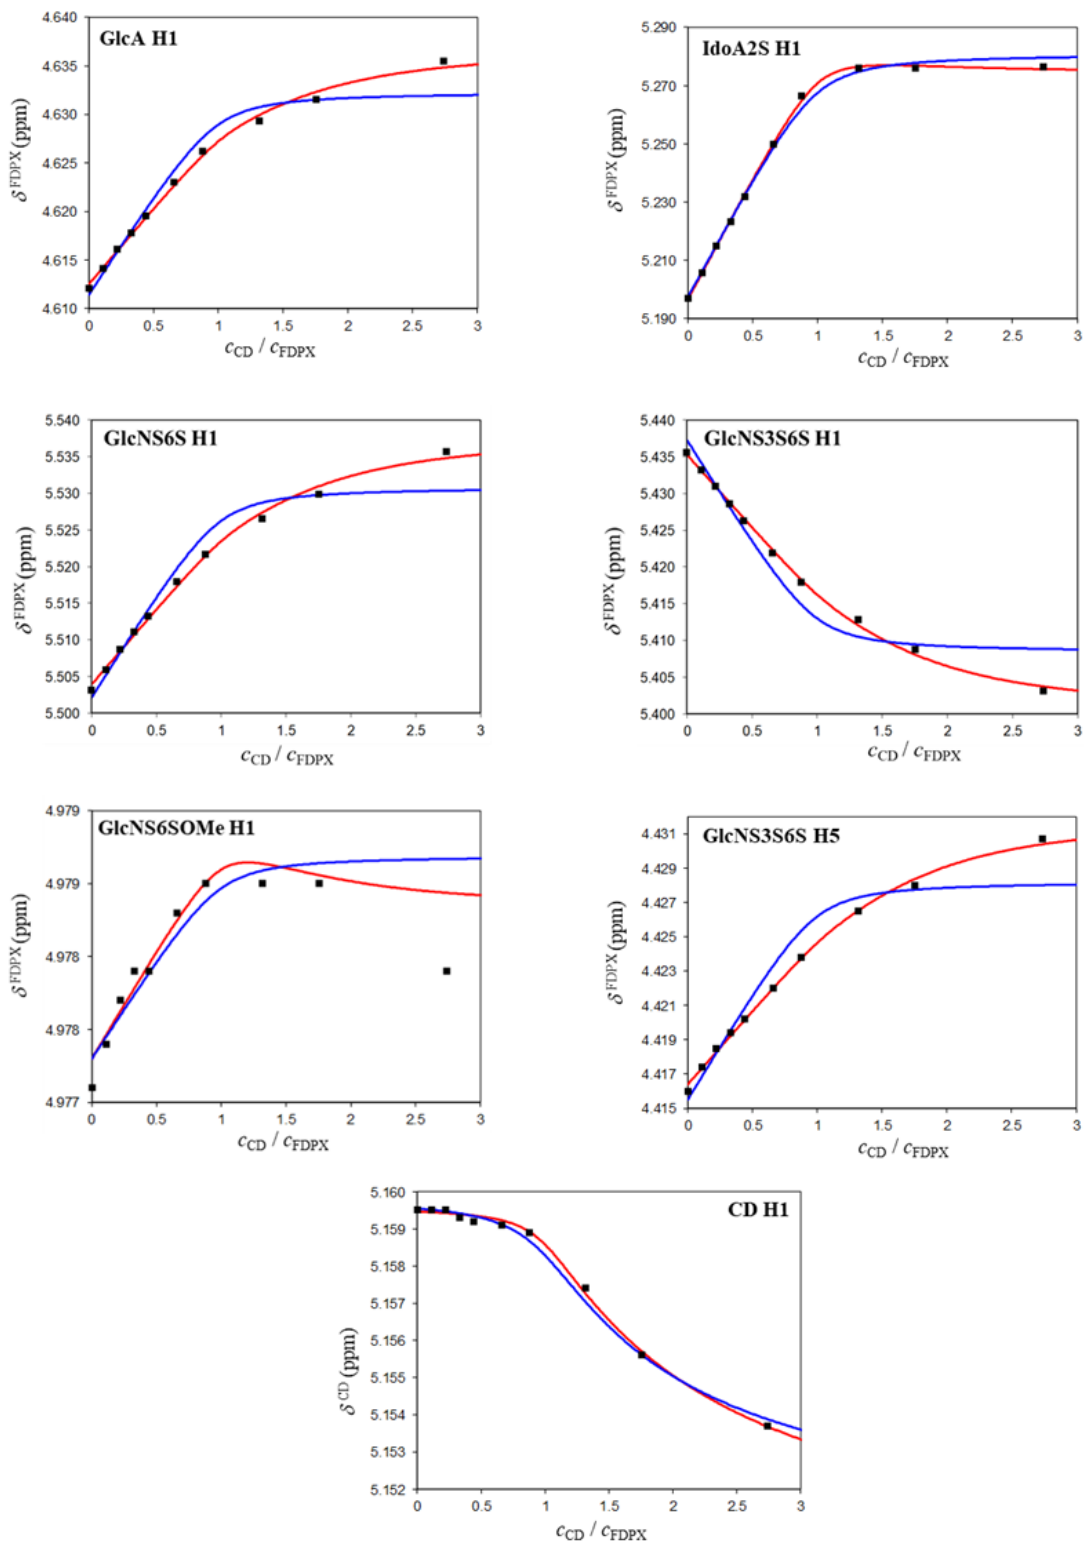 GlcA H1
4.640
4.635
4.630
4.625
4.620
4.615
4.610
δFDPX (ppm)
0 0.5 1 1.5 2 2.5 3
cCD / cFDPX
IdoA2S H1
5.290
5.270
5.250
5.230
5.210
5.190
δFDPX (ppm)
0 0.5 1 1.5 2 2.5 3
cCD / cFDPX
GlcNS6S H1
5.540
5.535
5.530
5.525
5.520
5.515
5.510
5.505
5.500
δFDPX (ppm)
0 0.5 1 1.5 2 2.5 3
cCD / cFDPX
GlcNS3S6S H1
5.440
5.435
5.430
5.425
5.420
5.415
5.410
5.405
5.400
δFDPX (ppm)
0 0.5 1 1.5 2 2.5 3
cCD / cFDPX
GlcNS6SOMe H1
4.979
4.979
4.978
4.978
4.977
δFDPX (ppm)
0 0.5 1 1.5 2 2.5 3
cCD / cFDPX
GlcNS3S6S H5
4.431
4.429
4.427
4.425
4.423
4.421
4.419
4.417
4.415
δFDPX (ppm)
0 0.5 1 1.5 2 2.5 3
cCD / cFDPX
CD H1
5.160
5.159
5.158
5.157
5.156
5.155
5.154
5.153
5.152
δCD (ppm)
0 0.5 1 1.5 2 2.5 3
cCD / cFDPX